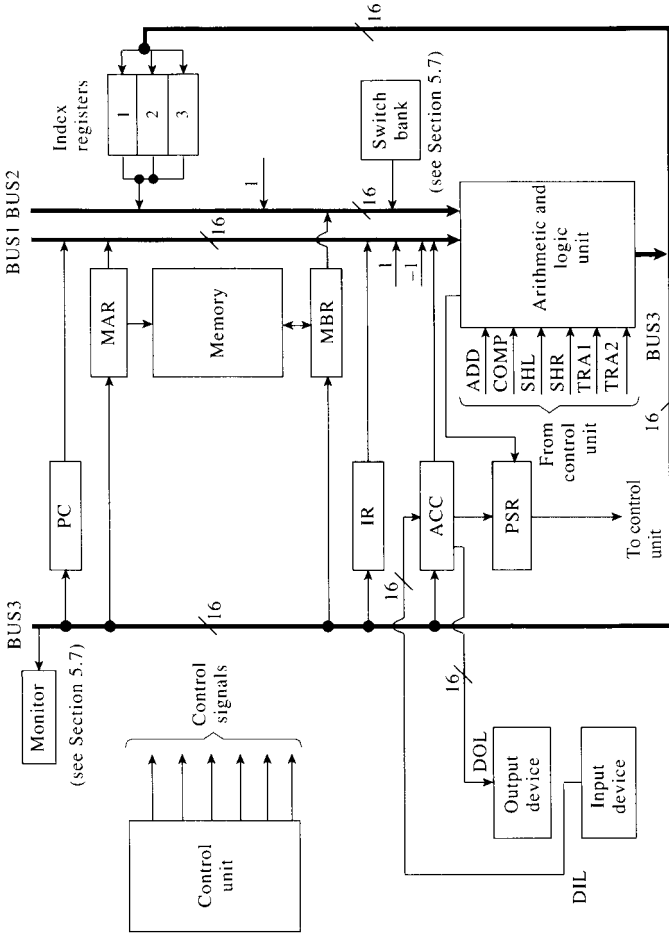 BUS3
Monitor
(see Section 5.7)
Control
unit
Control
signals
16
PC
MAR
Memory
MBR
IR
ACC
PSR
To control
unit
16
16
DOL
Output
device
DIL
Input
device
BUS1
BUS2
16
16
Index
registers
1
2
3
16
1
Switch
bank
(see Section 5.7)
1
−1
Arithmetic and
logic
unit
ADD
COMP
SHL
SHR
TRA1
TRA2
From
control
unit
BUS3
16
16